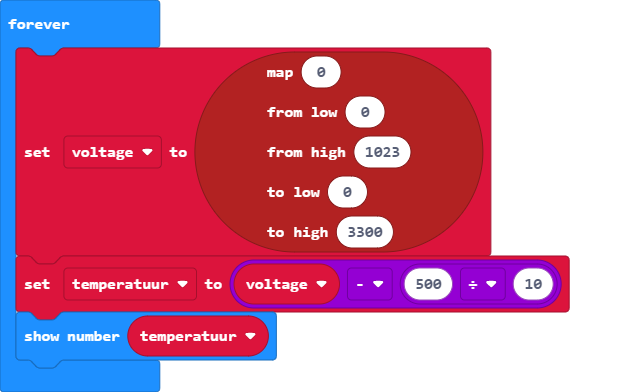 forever
map 0
from low 0
set voltage to from high 1023
to low 0
to high 3300
set temperatuur to voltage - 500 ÷ 10
show number temperatuur